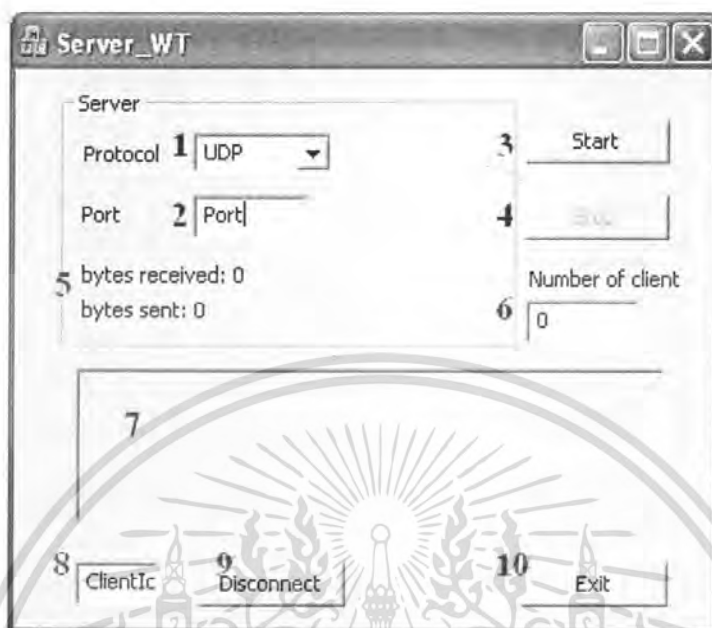 Server_WT
Server
Protocol 1 UDP
3 Start
Port 2 Port
4
5 bytes received: 0
bytes sent: 0
Number of client
6 0
7
8 ClientIc
9 Disconnect
10 Exit